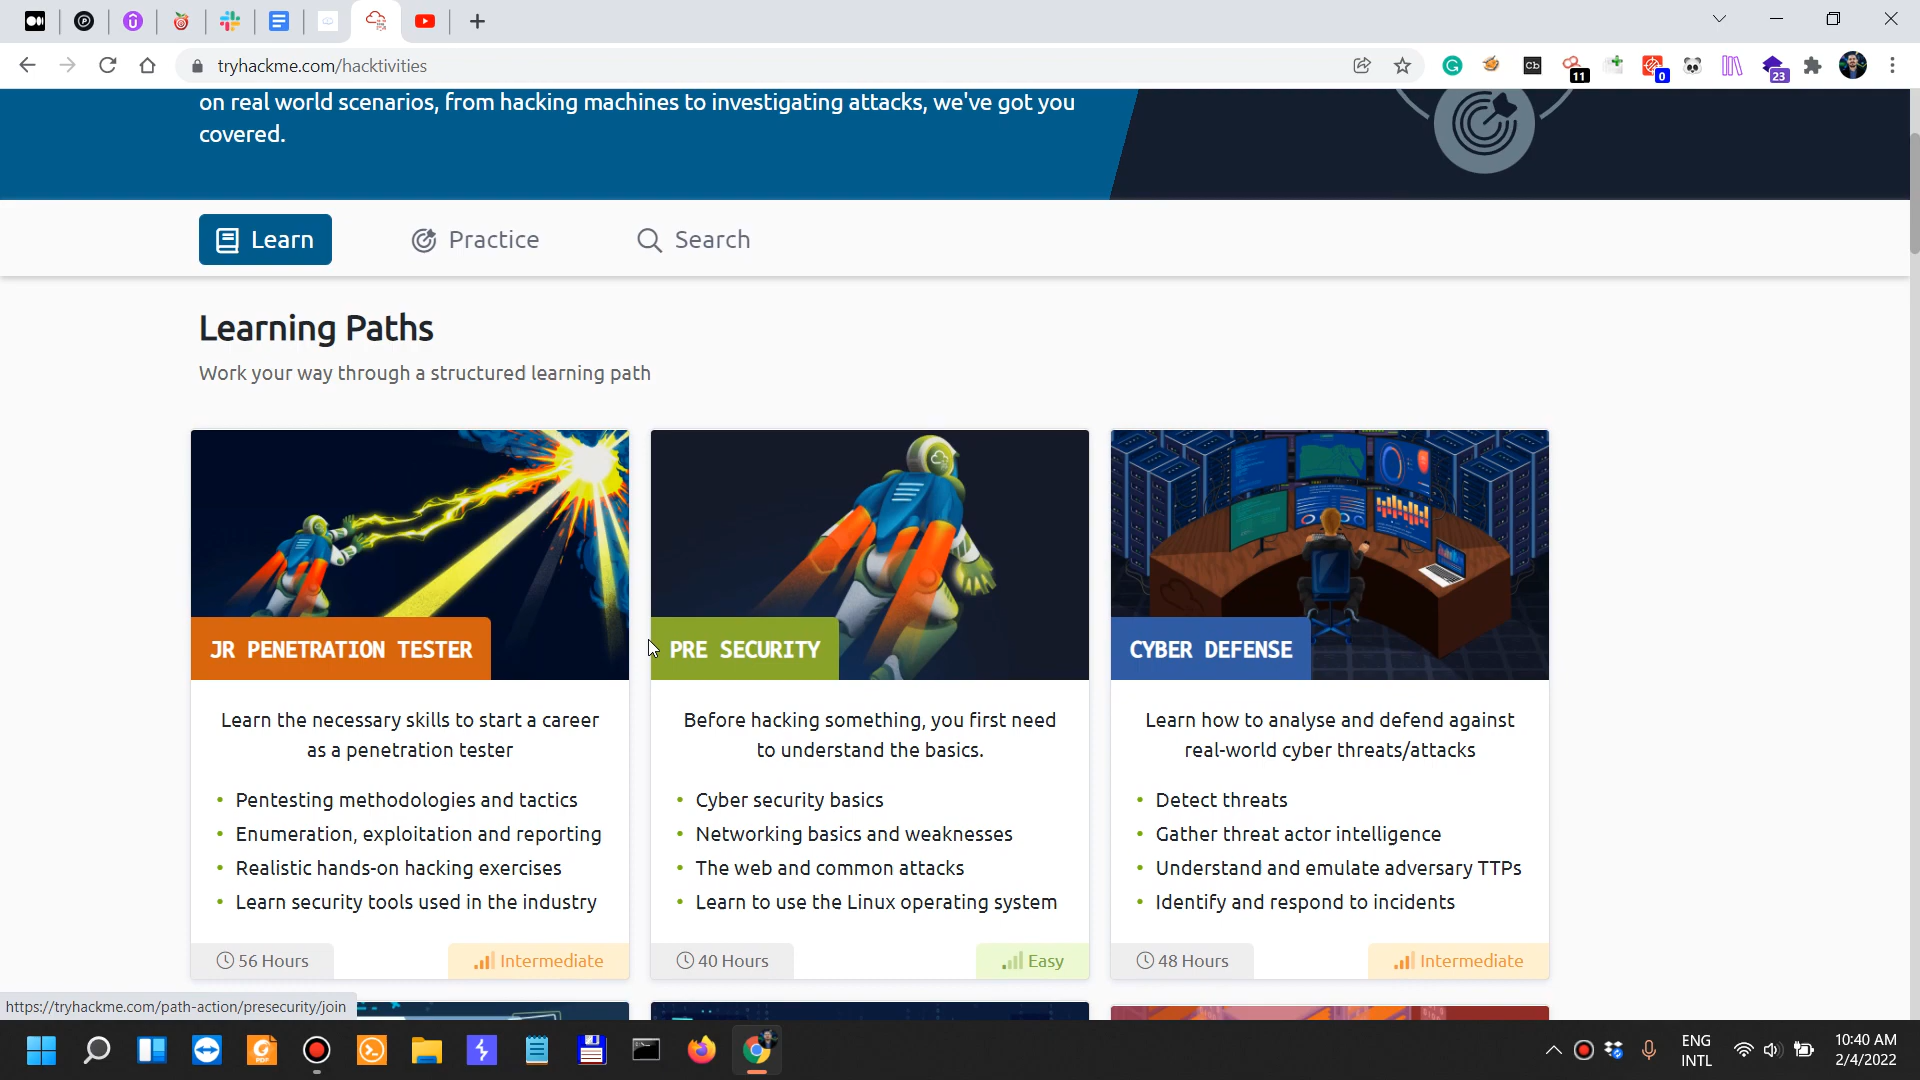 tryhackme.com/hacktivities
Cb
11
0
23
on real world scenarios, from hacking machines to investigating attacks, we've got you
covered.
Learn
Practice
Search
Learning Paths
Work your way through a structured learning path
JR PENETRATION TESTER
Learn the necessary skills to start a career
as a penetration tester
• Pentesting methodologies and tactics
• Enumeration, exploitation and reporting
• Realistic hands-on hacking exercises
• Learn security tools used in the industry
56 Hours
Intermediate
PRE SECURITY
Before hacking something, you first need
to understand the basics.
• Cyber security basics
• Networking basics and weaknesses
• The web and common attacks
• Learn to use the Linux operating system
40 Hours
Easy
CYBER DEFENSE
Learn how to analyse and defend against
real-world cyber threats/attacks
• Detect threats
• Gather threat actor intelligence
• Understand and emulate adversary TTPs
• Identify and respond to incidents
48 Hours
Intermediate
https://tryhackme.com/path-action/presecurity/join
PDF
ENG
INTL
10:40 AM
2/4/2022